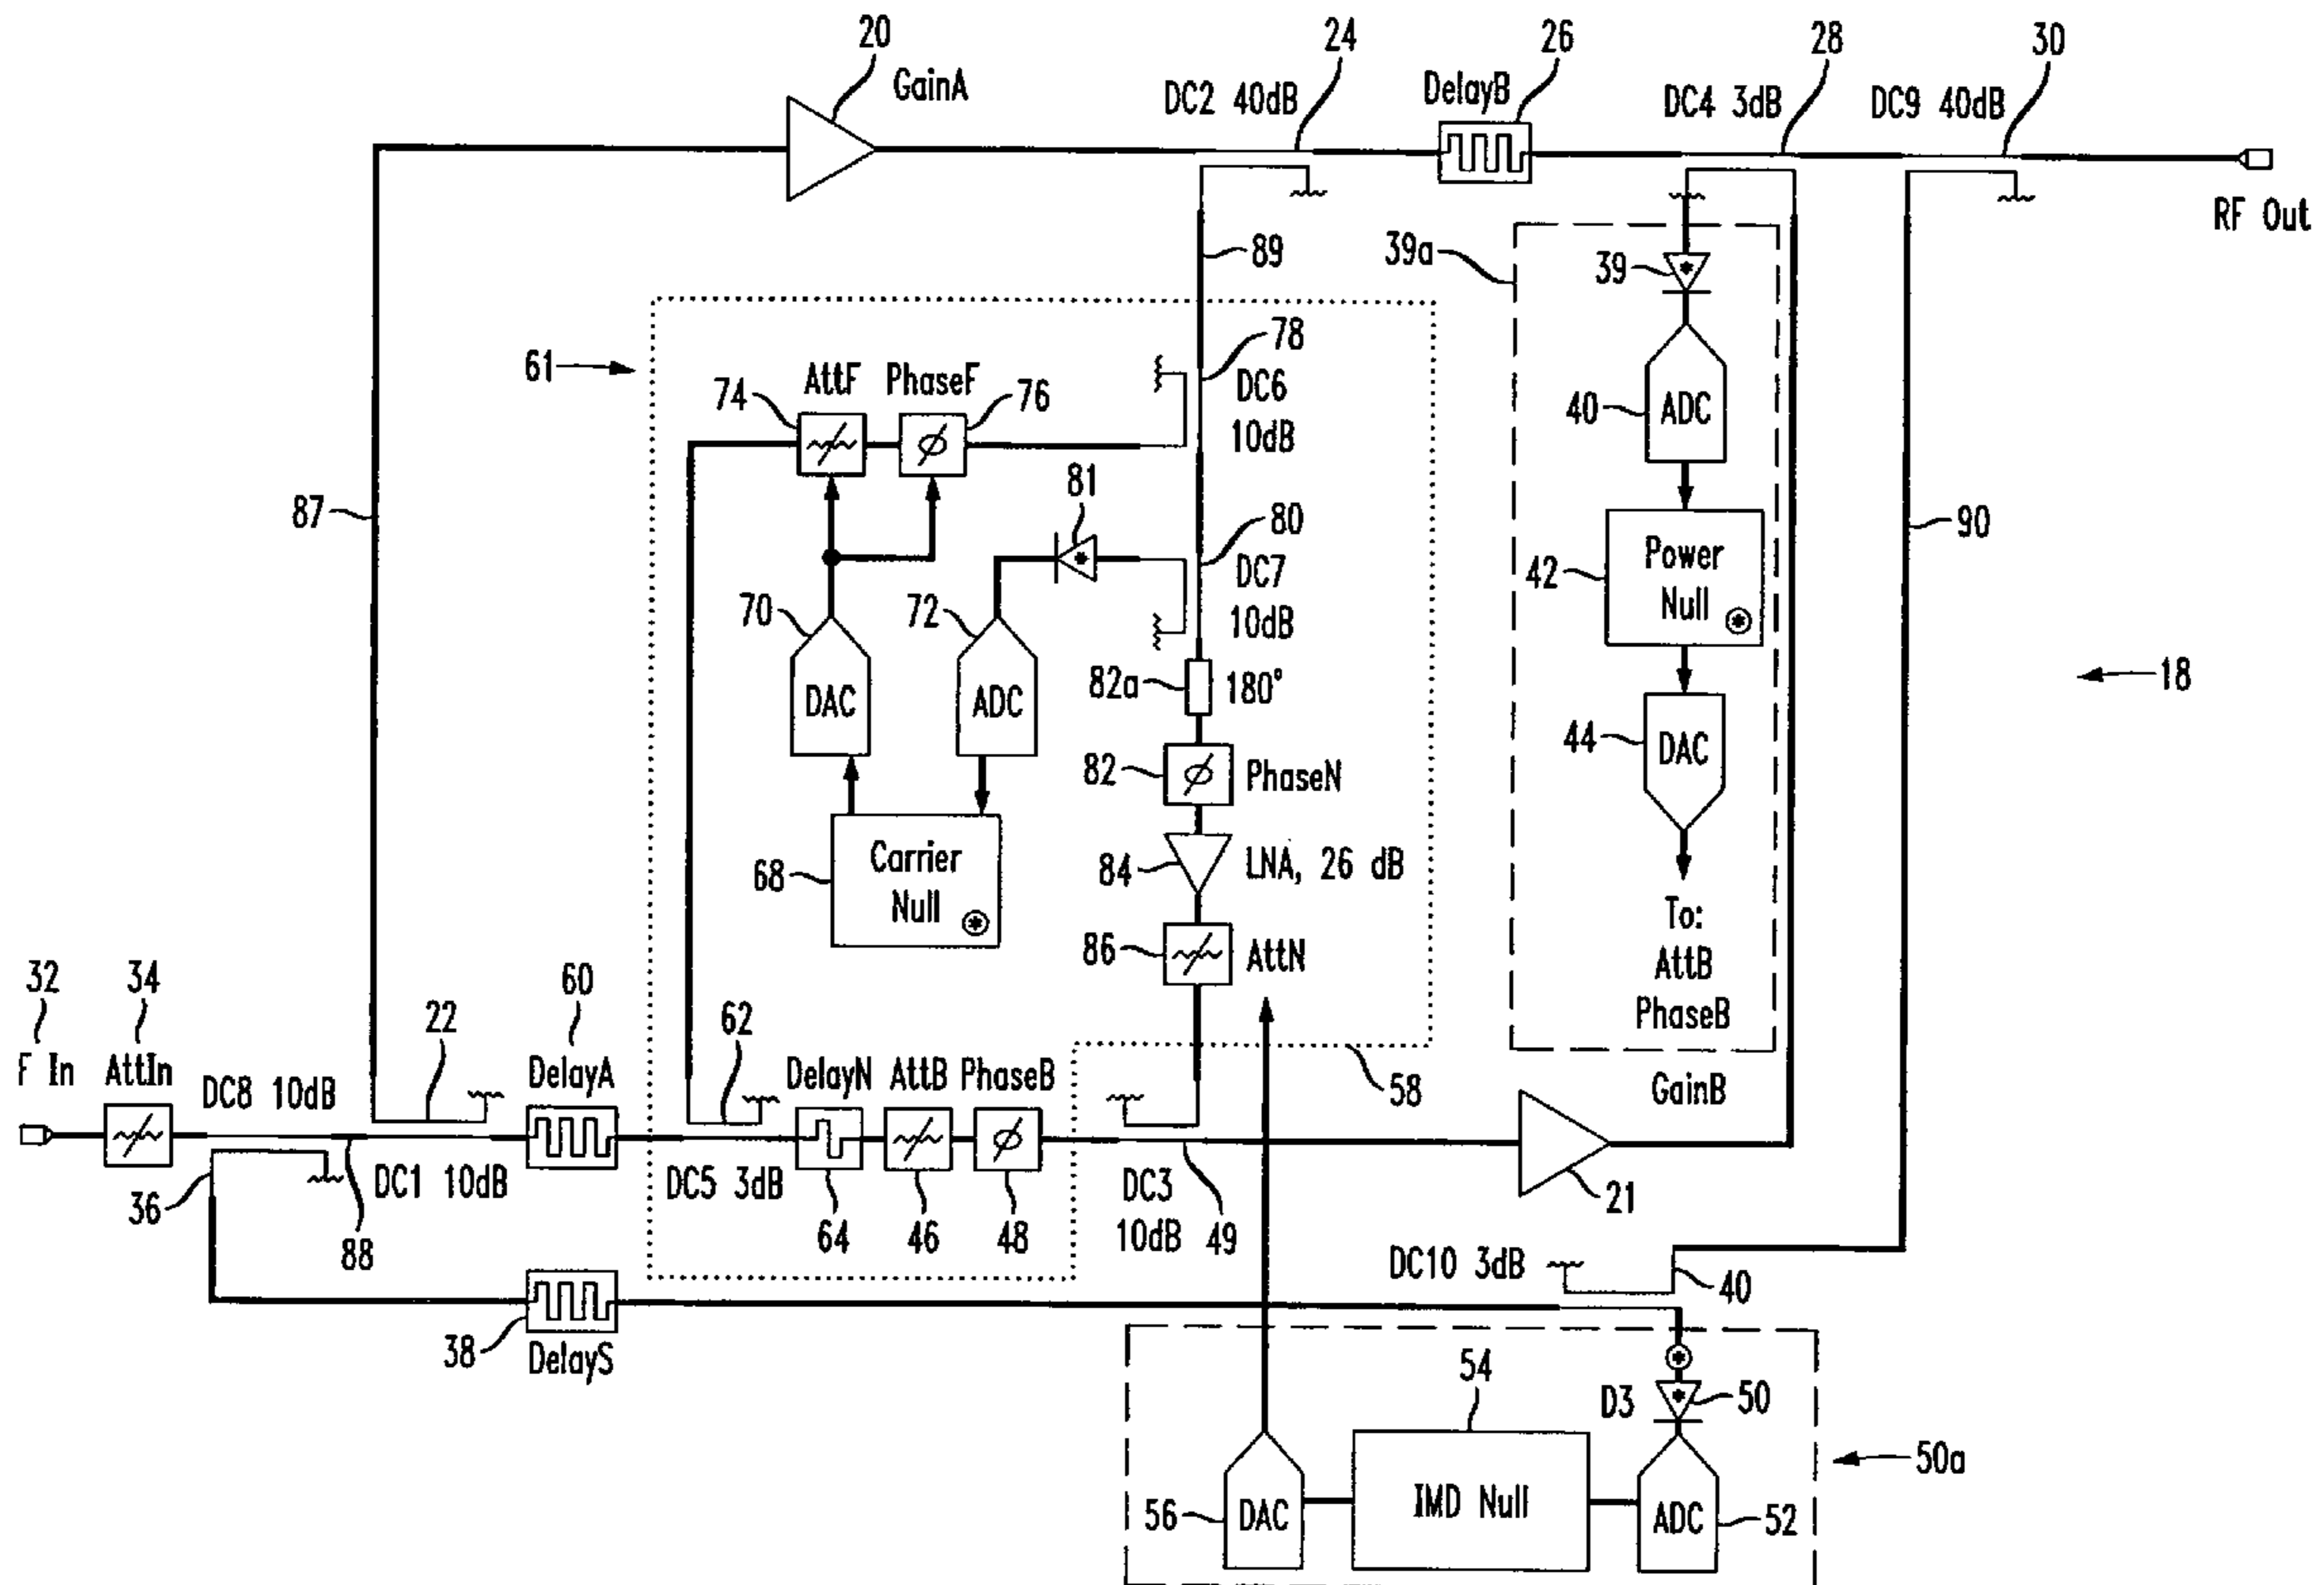 20
GainA
24
26
28
30
DC2 40dB
DelayB
DC4 3dB
DC9 40dB
RF Out
89
39a
39
61
78
74
AttF
PhaseF
76
DC6
10dB
40
ADC
81
87
80
90
DC7
10dB
42
Power
Null
70
72
DAC
ADC
82a
180°
18
44
DAC
82
PhaseN
68
Carrier
Null
84
LNA, 26 dB
86
AttN
To:
AttB
PhaseB
32
34
60
22
62
F In
AttIn
DC8 10dB
DelayA
DelayN
AttB
PhaseB
58
GainB
36
DC1 10dB
DC5 3dB
DC3
10dB
49
21
88
64
46
48
DC10 3dB
40
38
DelayS
54
D3
50
50a
56
DAC
IMD Null
ADC
52